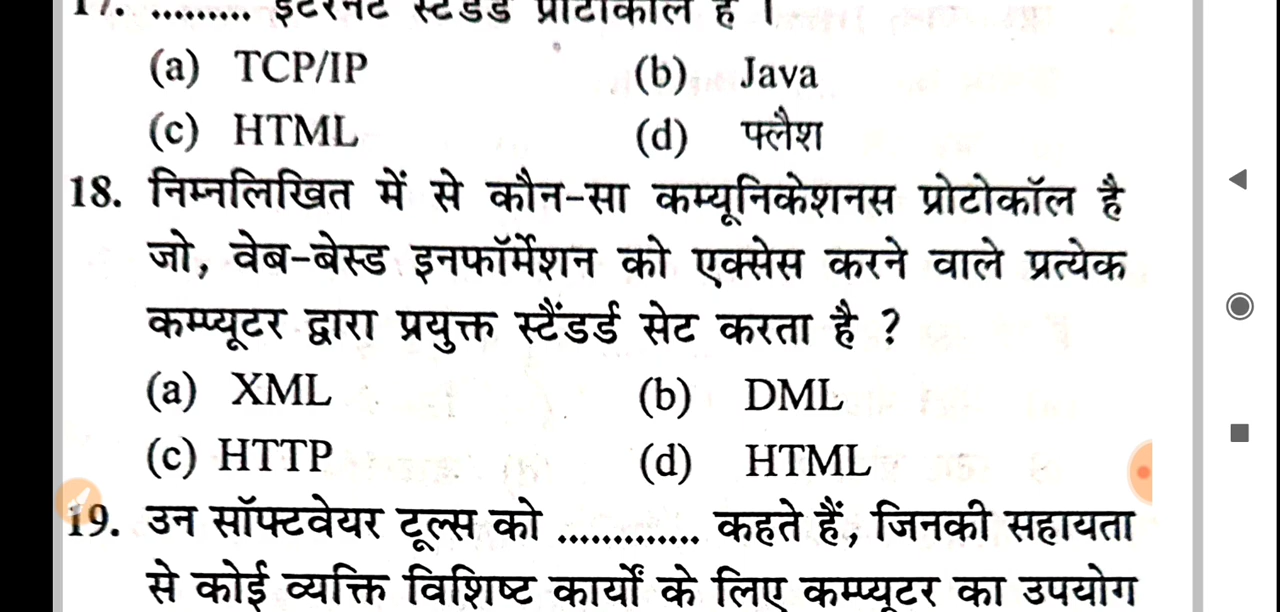 17. ......... इंटरनेट स्टैंडर्ड प्रोटोकॉल है ।
(a) TCP/IP (b) Java
(c) HTML (d) फ्लैश
18. निम्नलिखित में से कौन-सा कम्यूनिकेशनस प्रोटोकॉल है
जो, वेब-बेस्ड इनफॉर्मेशन को एक्सेस करने वाले प्रत्येक
कम्प्यूटर द्वारा प्रयुक्त स्टैंडर्ड सेट करता है ?
(a) XML (b) DML
(c) HTTP (d) HTML
19. उन सॉफ्टवेयर टूल्स को ............. कहते हैं, जिनकी सहायता
से कोई व्यक्ति विशिष्ट कार्यों के लिए कम्प्यूटर का उपयोग